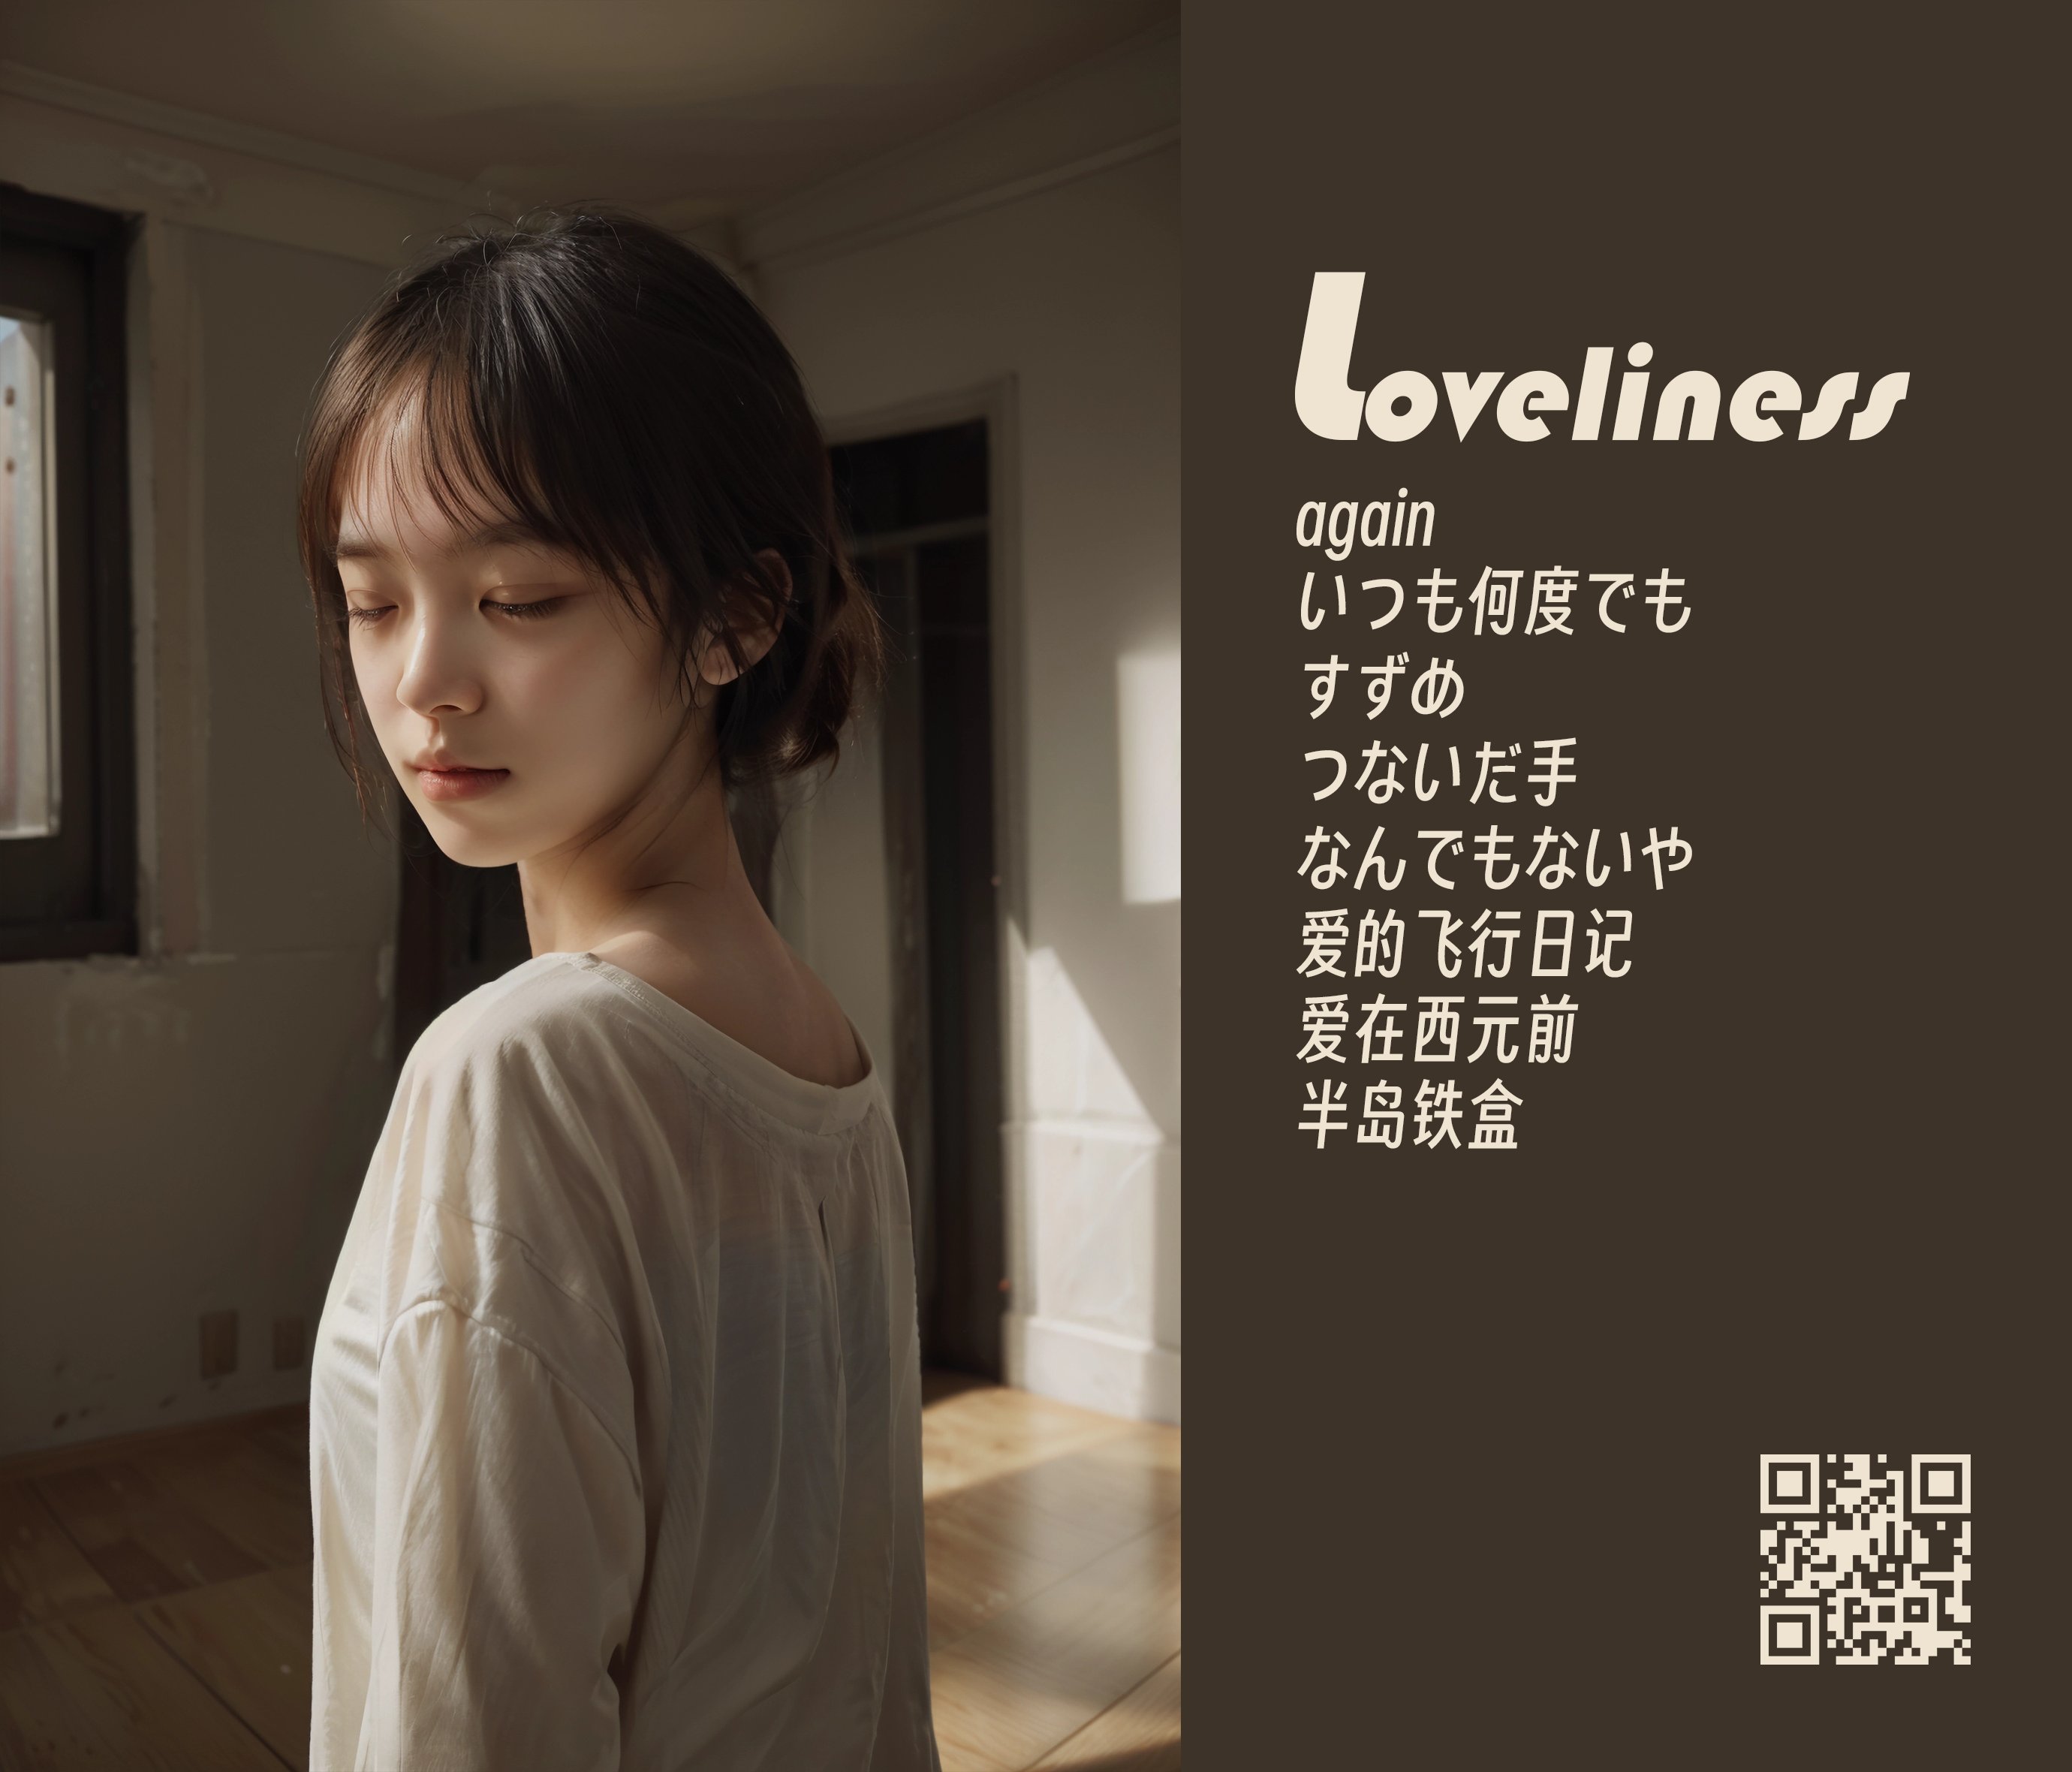 Loveliness
again
いつも何度でも
すずめ
つないだ手
なんでもないや
爱的飞行日记
爱在西元前
半岛铁盒